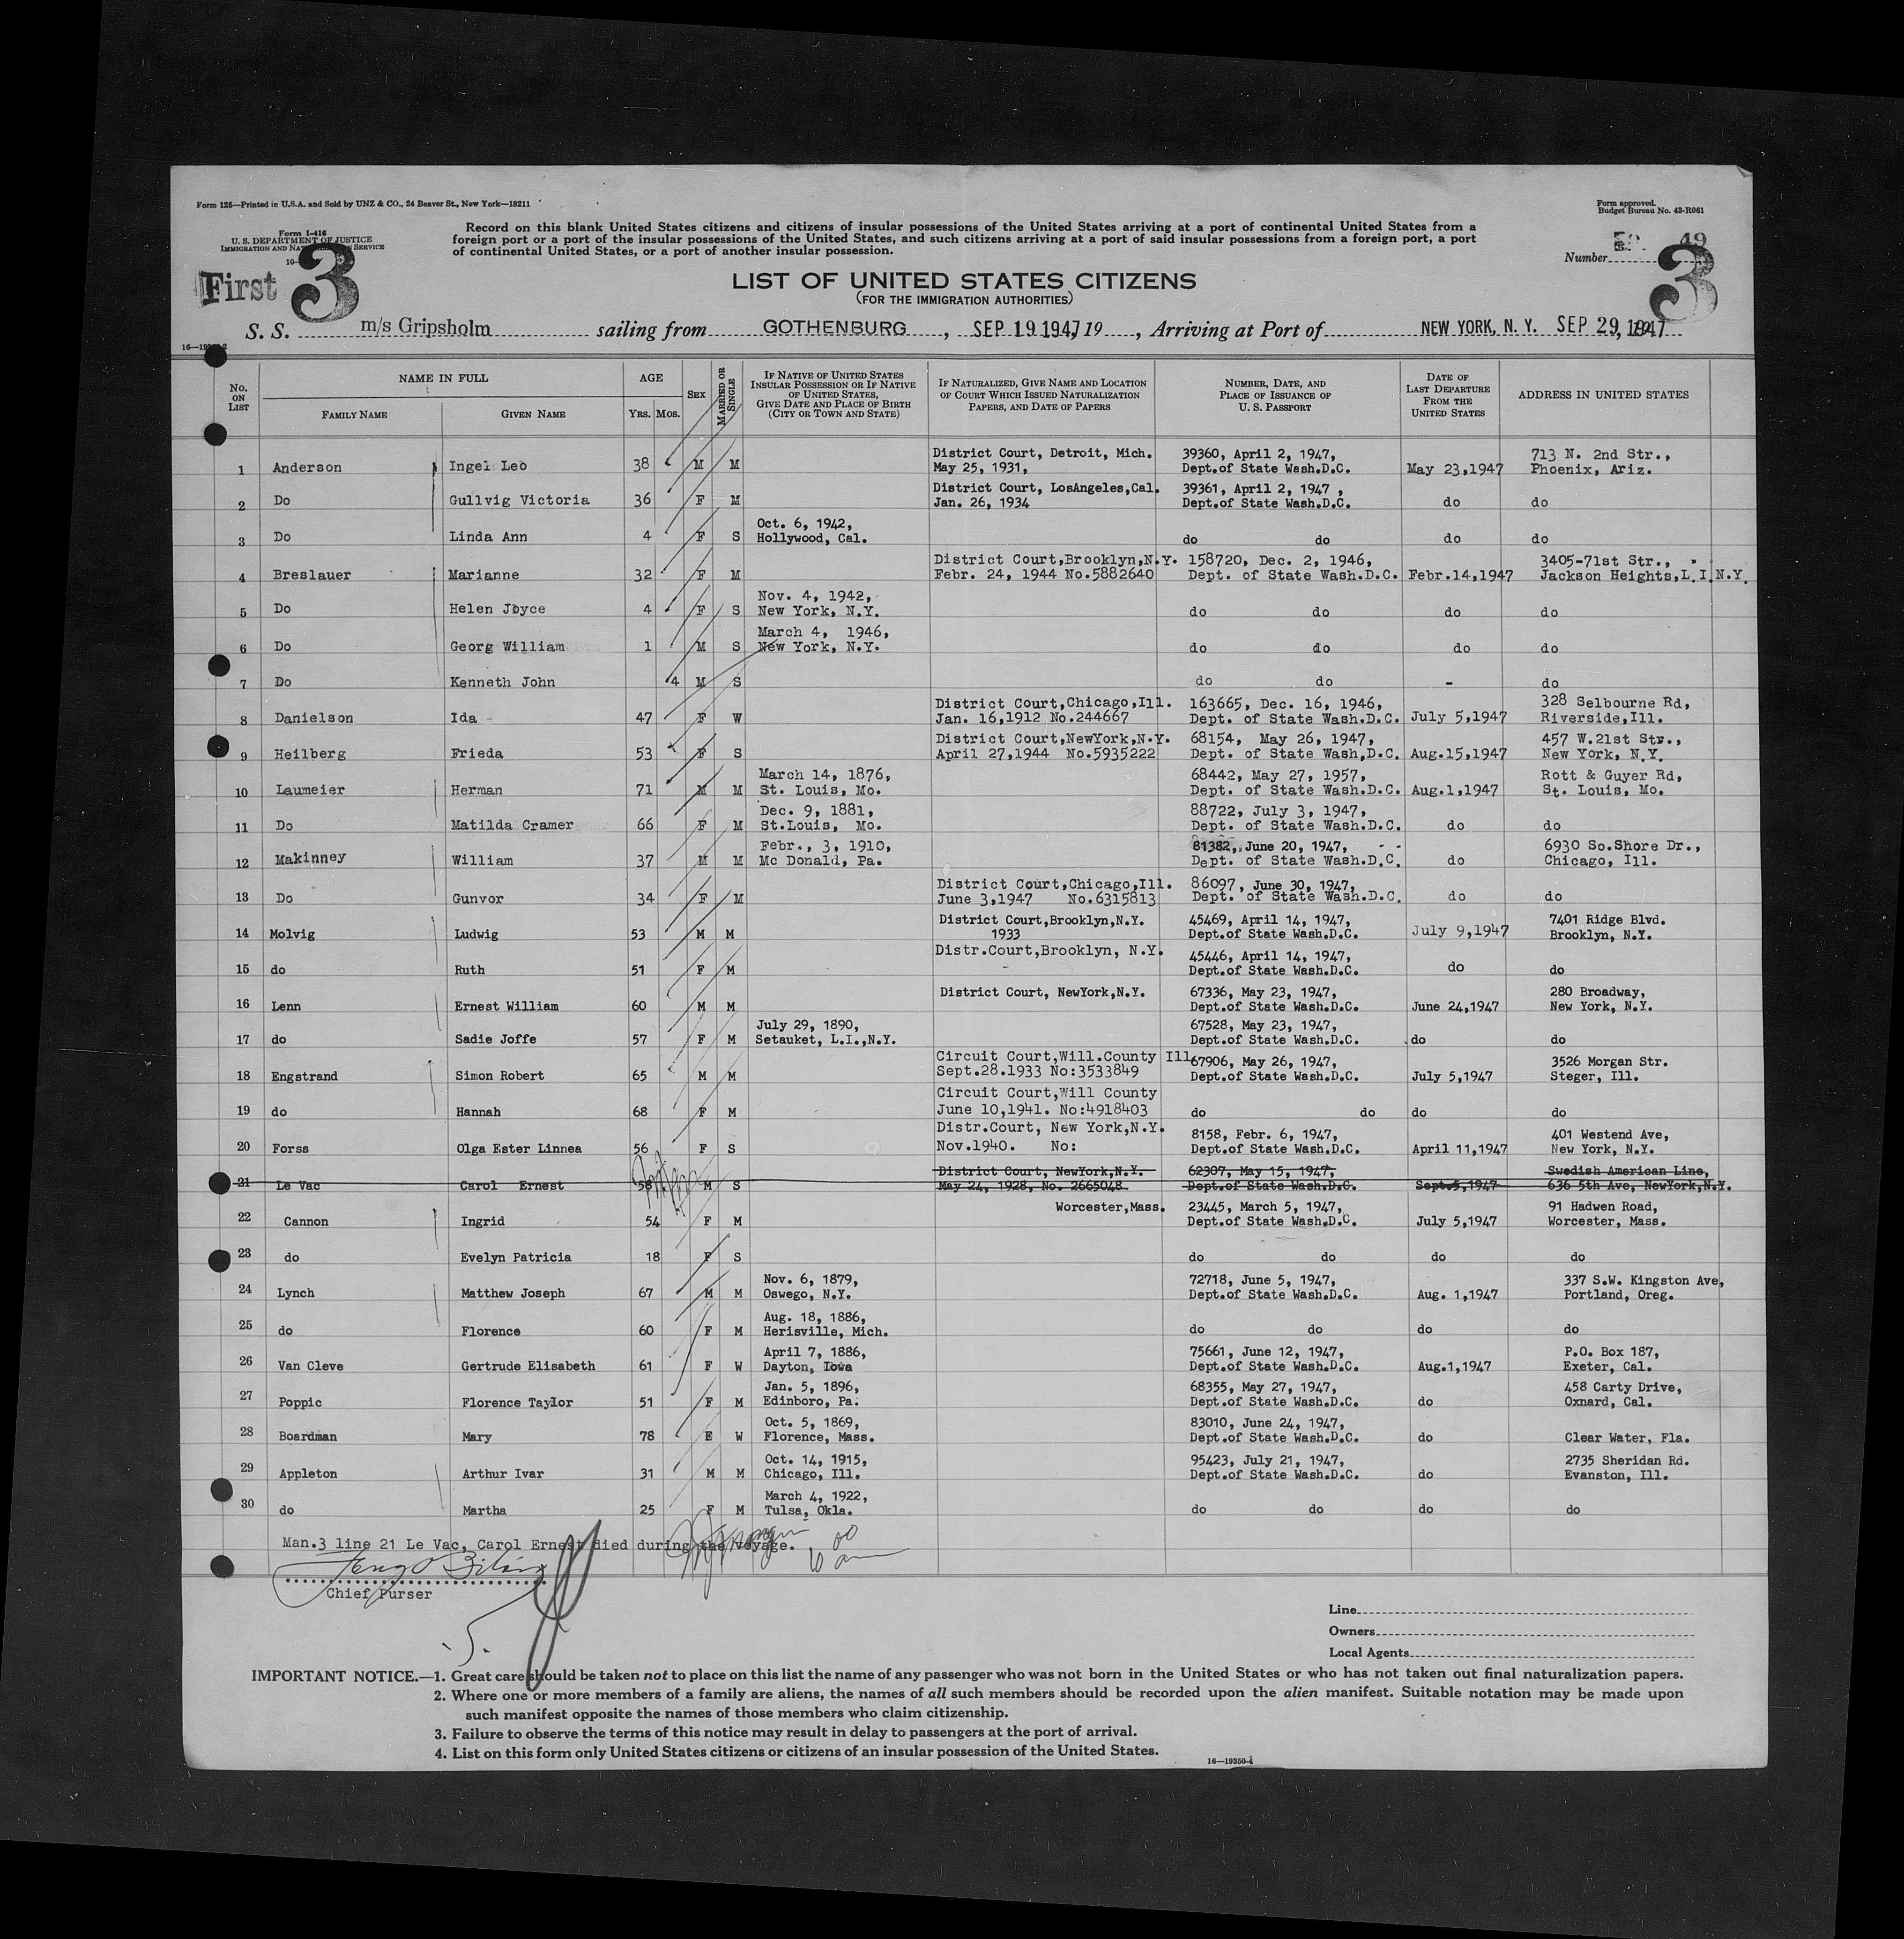 Form 125—Printed in U.S.A. and Sold by UNZ & CO., 24 Beaver St., New York—18211
Form approved.
Budget Bureau No. 43-R061
Form I-416
U. S. DEPARTMENT OF JUSTICE
IMMIGRATION AND NATURALIZATION SERVICE
Record on this blank United States citizens and citizens of insular possessions of the United States arriving at a port of continental United States from a
foreign port or a port of the insular possessions of the United States, and such citizens arriving at a port of said insular possessions from a foreign port, a port
of continental United States, or a port of another insular possession.
Number 49
First 3
3
LIST OF UNITED STATES CITIZENS
(FOR THE IMMIGRATION AUTHORITIES)
S. S. m/s Gripsholm sailing from GOTHENBURG, SEP 19 1947, 19, Arriving at Port of NEW YORK, N. Y. SEP 29, 1947
No. ON LIST
NAME IN FULL
FAMILY NAME
GIVEN NAME
AGE
YRS. MOS.
SEX
MARRIED OR SINGLE
IF NATIVE OF UNITED STATES INSULAR POSSESSION OR IF NATIVE OF UNITED STATES, GIVE DATE AND PLACE OF BIRTH (CITY OR TOWN AND STATE)
IF NATURALIZED, GIVE NAME AND LOCATION OF COURT WHICH ISSUED NATURALIZATION PAPERS, AND DATE OF PAPERS
NUMBER, DATE, AND PLACE OF ISSUANCE OF U. S. PASSPORT
DATE OF LAST DEPARTURE FROM THE UNITED STATES
ADDRESS IN UNITED STATES
District Court, Detroit, Mich. 39360, April 2, 1947, 713 N. 2nd Str.,
1 Anderson Ingel Leo 38 M M May 25, 1931, Dept.of State Wash.D.C. May 23,1947 Phoenix, Ariz.
District Court, LosAngeles,Cal. 39361, April 2, 1947 ,
2 Do Gullvig Victoria 36 F M Jan. 26, 1934 Dept.of State Wash.D.C. do do
Oct. 6, 1942,
3 Do Linda Ann 4 F S Hollywood, Cal. do do do do
District Court,Brooklyn,N.Y. 158720, Dec. 2, 1946, 3405-71st Str.,
4 Breslauer Marianne 32 F M Febr. 24, 1944 No.5882640 Dept. of State Wash.D.C. Febr.14,1947 Jackson Heights,L.I.N.Y.
Nov. 4, 1942,
5 Do Helen Joyce 4 F S New York, N.Y. do do do do
March 4, 1946,
6 Do Georg William 1 M S New York, N.Y. do do do do
7 Do Kenneth John 4 M S do do - do
District Court,Chicago,Ill. 163665, Dec. 16, 1946, 328 Selbourne Rd,
8 Danielson Ida 47 F W Jan. 16,1912 No.244667 Dept. of State Wash.D.C. July 5,1947 Riverside,Ill.
District Court,NewYork,N.Y. 68154, May 26, 1947, 457 W.21st Str.,
9 Heilberg Frieda 53 F S April 27,1944 No.5935222 Dept. of State Wash,D.C. Aug.15,1947 New York, N.Y.
March 14, 1876, 68442, May 27, 1957, Rott & Guyer Rd,
10 Laumeier Herman 71 M M St. Louis, Mo. Dept. of State Wash.D.C. Aug.1,1947 St. Louis, Mo.
Dec. 9, 1881, 88722, July 3, 1947,
11 Do Matilda Cramer 66 F M St.Louis, Mo. Dept. of State Wash.D.C. do do
Febr., 3, 1910, 81382, June 20, 1947, 6930 So.Shore Dr.,
12 Makinney William 37 M M Mc Donald, Pa. Dept. of State Wash.D.C. do Chicago, Ill.
District Court,Chicago,Ill. 86097, June 30, 1947,
13 Do Gunvor 34 F M June 3,1947 No.6315813 Dept. of State Wash.D.C. do do
District Court,Brooklyn,N.Y. 45469, April 14, 1947, 7401 Ridge Blvd.
14 Molvig Ludwig 53 M M 1933 Dept.of State Wash.D.C. July 9,1947 Brooklyn, N.Y.
Distr.Court,Brooklyn, N.Y. 45446, April 14, 1947,
15 do Ruth 51 F M Dept.of State Wash.D.C. do do
District Court, NewYork,N.Y. 67336, May 23, 1947, 280 Broadway,
16 Lenn Ernest William 60 M M Dept.of State Wash.D.C. June 24,1947 New York, N.Y.
July 29, 1890, 67528, May 23, 1947,
17 do Sadie Joffe 57 F M Setauket, L.I.,N.Y. Dept.of State Wash.D.C. do do
Circuit Court,Will.County Ill. 67906, May 26, 1947, 3526 Morgan Str.
18 Engstrand Simon Robert 65 M M Sept.28.1933 No:3533849 Dept.of State Wash.D.C. July 5,1947 Steger, Ill.
Circuit Court,Will County
19 do Hannah 68 F M June 10,1941. No:4918403 do do do do
Distr.Court, New York,N.Y. 8158, Febr. 6, 1947, 401 Westend Ave,
20 Forss Olga Ester Linnea 56 F S Nov.1940. No: Dept.of State Wash.D.C. April 11,1947 New York, N.Y.
District Court, NewYork,N.Y. 62307, May 15, 1947, Swedish American Line,
21 Le Vac Carol Ernest 58 M S May 24, 1928, No. 2665048 Dept.of State Wash.D.C. Sept.5,1947 636 5th Ave, NewYork,N.Y.
Worcester,Mass. 23445, March 5, 1947, 91 Hadwen Road,
22 Cannon Ingrid 54 F M Dept.of State Wash.D.C. July 5,1947 Worcester, Mass.
23 do Evelyn Patricia 18 F S do do do do
Nov. 6, 1879, 72718, June 5, 1947, 337 S.W. Kingston Ave,
24 Lynch Matthew Joseph 67 M M Oswego, N.Y. Dept.of State Wash.D.C. Aug. 1,1947 Portland, Oreg.
Aug. 18, 1886,
25 do Florence 60 F M Herisville, Mich. do do do do
April 7, 1886, 75661, June 12, 1947, P.O. Box 187,
26 Van Cleve Gertrude Elisabeth 61 F W Dayton, Iowa Dept.of State Wash.D.C. Aug.1,1947 Exeter, Cal.
Jan. 5, 1896, 68355, May 27, 1947, 458 Carty Drive,
27 Poppic Florence Taylor 51 F M Edinboro, Pa. Dept.of State Wash.D.C. do Oxnard, Cal.
Oct. 5, 1869, 83010, June 24, 1947,
28 Boardman Mary 78 F W Florence, Mass. Dept.of State Wash.D.C. do Clear Water, Fla.
Oct. 14, 1915, 95423, July 21, 1947, 2735 Sheridan Rd.
29 Appleton Arthur Ivar 31 M M Chicago, Ill. Dept.of State Wash.D.C. do Evanston, Ill.
March 4, 1922,
30 do Martha 25 F M Tulsa, Okla. do do do do
Man.3 line 21 Le Vac, Carol Ernest died during the voyage.
Chief Purser
Line
Owners
Local Agents
IMPORTANT NOTICE.—1. Great care should be taken not to place on this list the name of any passenger who was not born in the United States or who has not taken out final naturalization papers.
2. Where one or more members of a family are aliens, the names of all such members should be recorded upon the alien manifest. Suitable notation may be made upon
such manifest opposite the names of those members who claim citizenship.
3. Failure to observe the terms of this notice may result in delay to passengers at the port of arrival.
4. List on this form only United States citizens or citizens of an insular possession of the United States.
16—19350-1